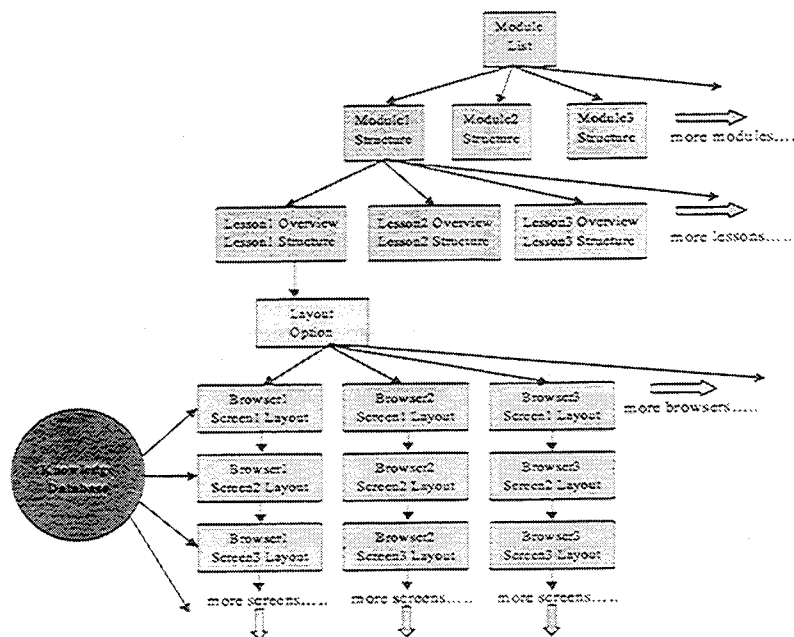 Module
List
Module1
Structure
Module2
Structure
Module3
Structure
more modules.....
Lesson1 Overview
Lesson1 Structure
Lesson2 Overview
Lesson2 Structure
Lesson3 Overview
Lesson3 Structure
more lessons.....
Layout
Option
Browser1
Screen1 Layout
Browser2
Screen1 Layout
Browser3
Screen1 Layout
more browsers.....
Knowledge
Database
Browser1
Screen2 Layout
Browser2
Screen2 Layout
Browser3
Screen2 Layout
Browser1
Screen3 Layout
Browser2
Screen3 Layout
Browser3
Screen3 Layout
more screens.....
more screens.....
more screens.....